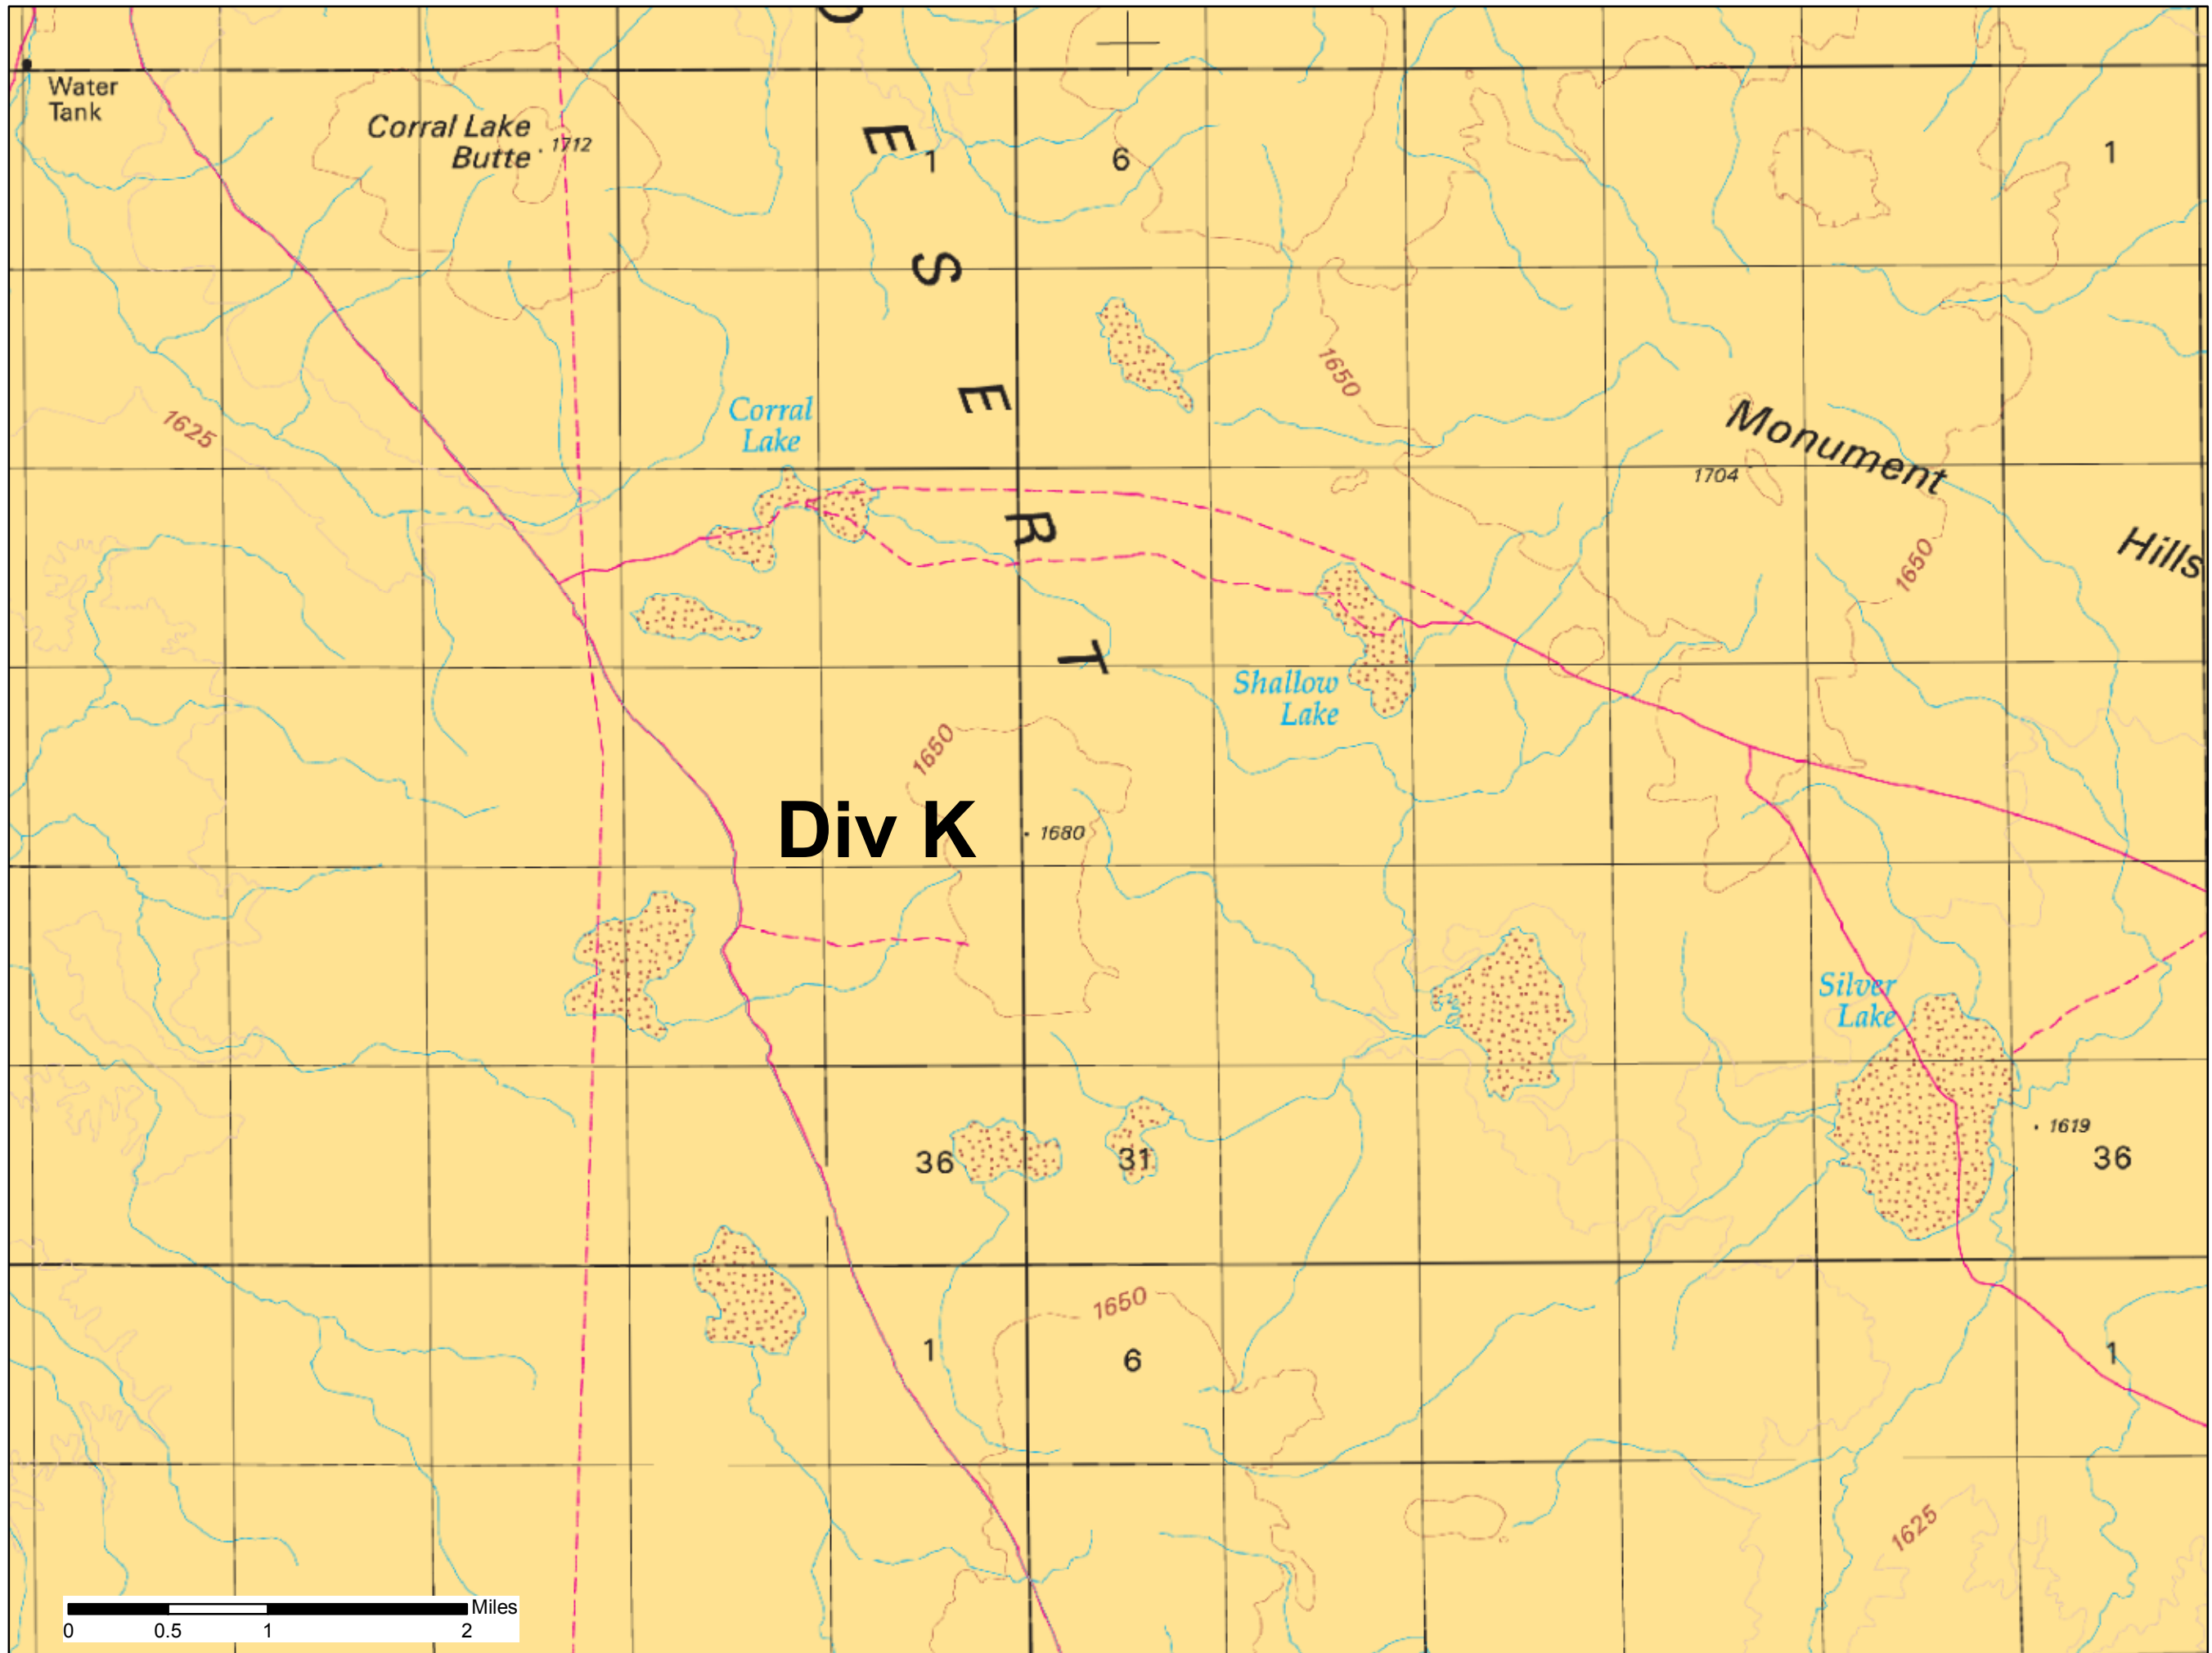 Water
Tank
Corral Lake
Butte
1712
E
1
6
1
S
1650
E
Corral
Lake
1625
Monument
1704
Hills
R
1650
T
Shallow
Lake
1650
Div K
1680
Silver
Lake
1619
36
31
36
1650
1
6
1
1625
Miles
0 0.5 1 2